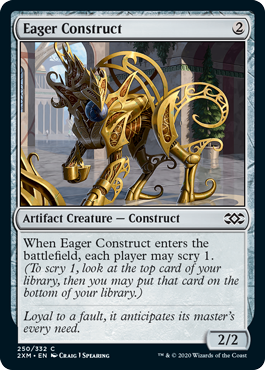 Eager Construct 2
Artifact Creature — Construct
When Eager Construct enters the
battlefield, each player may scry 1.
(To scry 1, look at the top card of your
library, then you may put that card on the
bottom of your library.)
Loyal to a fault, it anticipates its master's
every need.
2/2
250/332 C
2XM • EN Craig J Spearing ™ & © 2020 Wizards of the Coast